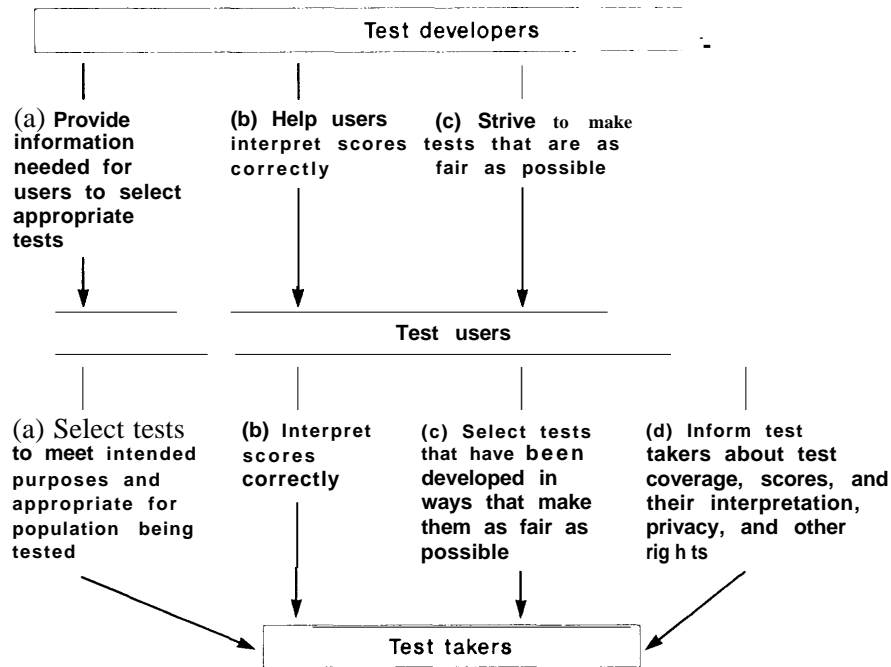 Test developers
(a) Provide
information
needed for
users to select
appropriate
tests
(b) Help users
interpret scores
correctly
(c) Strive to make
tests that are as
fair as possible
Test users
(a) Select tests
to meet intended
purposes and
appropriate for
population being
tested
(b) Interpret
scores
correctly
(c) Select tests
that have been
developed in
ways that make
them as fair as
possible
(d) Inform test
takers about test
coverage, scores, and
their interpretation,
privacy, and other
rights
Test takers